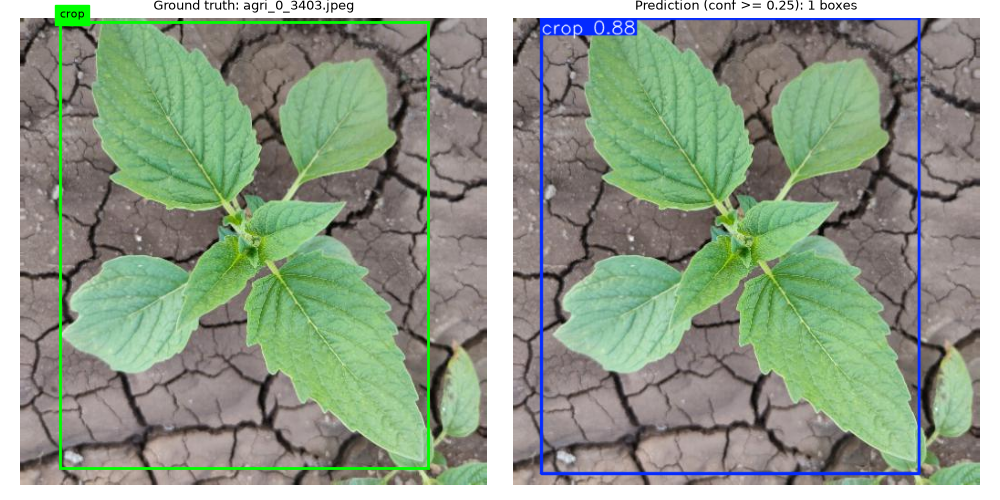 Ground truth: agri_0_3403.jpeg
crop
Prediction (conf >= 0.25): 1 boxes
crop 0.88